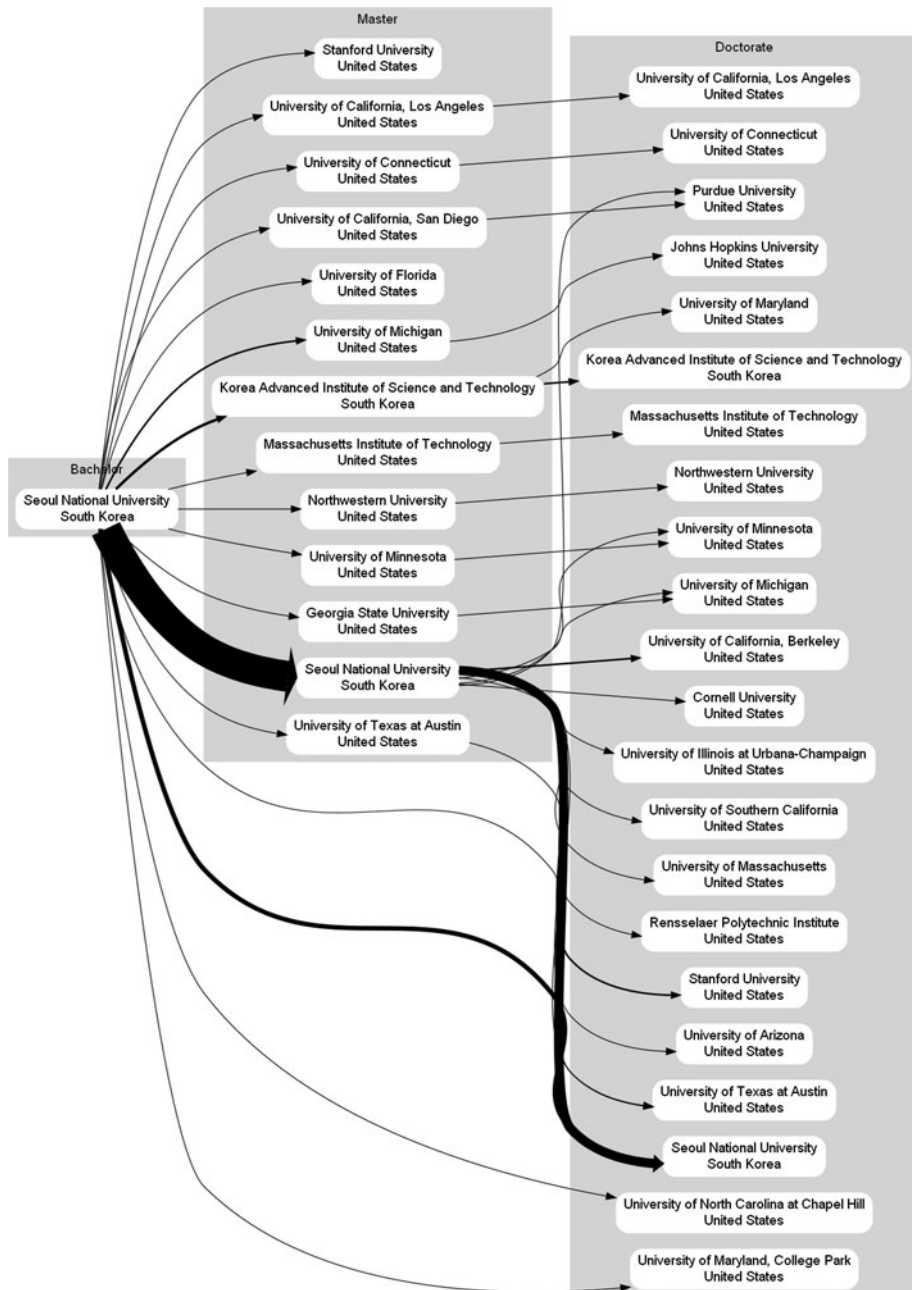 Master
Stanford University
United States
University of California, Los Angeles
United States
University of Connecticut
United States
University of California, San Diego
United States
University of Florida
United States
University of Michigan
United States
Korea Advanced Institute of Science and Technology
South Korea
Massachusetts Institute of Technology
United States
Northwestern University
United States
University of Minnesota
United States
Georgia State University
United States
Seoul National University
South Korea
University of Texas at Austin
United States
Bachelor
Seoul National University
South Korea
Doctorate
University of California, Los Angeles
United States
University of Connecticut
United States
Purdue University
United States
Johns Hopkins University
United States
University of Maryland
United States
Korea Advanced Institute of Science and Technology
South Korea
Massachusetts Institute of Technology
United States
Northwestern University
United States
University of Minnesota
United States
University of Michigan
United States
University of California, Berkeley
United States
Cornell University
United States
University of Illinois at Urbana-Champaign
United States
University of Southern California
United States
University of Massachusetts
United States
Rensselaer Polytechnic Institute
United States
Stanford University
United States
University of Arizona
United States
University of Texas at Austin
United States
Seoul National University
South Korea
University of North Carolina at Chapel Hill
United States
University of Maryland, College Park
United States